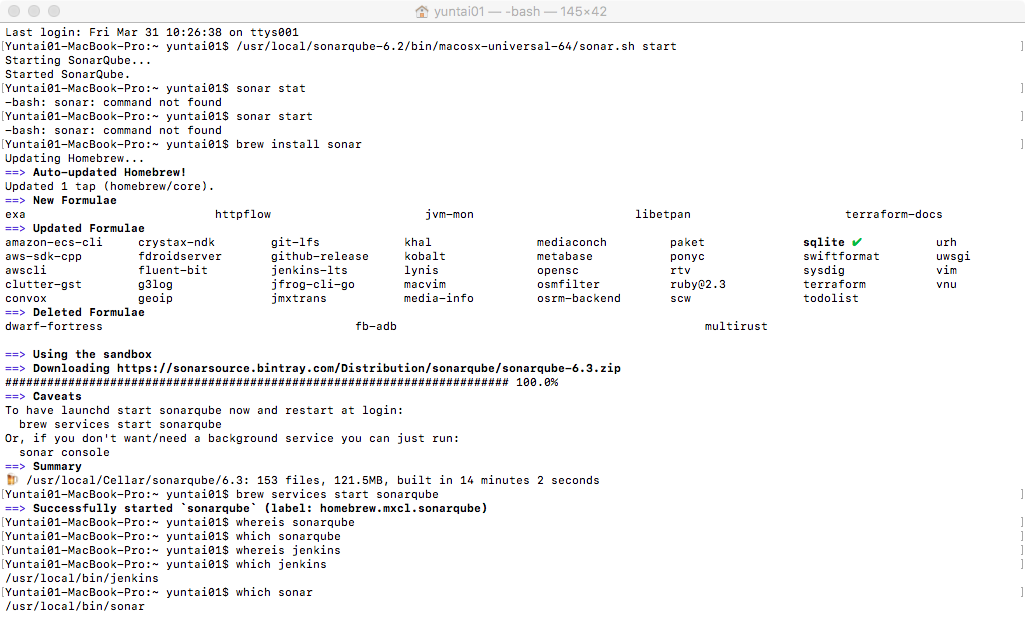 yuntai01 — -bash — 145×42
Last login: Fri Mar 31 10:26:38 on ttys001
[Yuntai01-MacBook-Pro:~ yuntai01$ /usr/local/sonarqube-6.2/bin/macosx-universal-64/sonar.sh start ]
Starting SonarQube...
Started SonarQube.
[Yuntai01-MacBook-Pro:~ yuntai01$ sonar stat ]
-bash: sonar: command not found
[Yuntai01-MacBook-Pro:~ yuntai01$ sonar start ]
-bash: sonar: command not found
[Yuntai01-MacBook-Pro:~ yuntai01$ brew install sonar ]
Updating Homebrew...
==> Auto-updated Homebrew!
Updated 1 tap (homebrew/core).
==> New Formulae
exa httpflow jvm-mon libetpan terraform-docs
==> Updated Formulae
amazon-ecs-cli crystax-ndk git-lfs khal mediaconch paket sqlite ✔ urh
aws-sdk-cpp fdroidserver github-release kobalt metabase ponyc swiftformat uwsgi
awscli fluent-bit jenkins-lts lynis opensc rtv sysdig vim
clutter-gst g3log jfrog-cli-go macvim osmfilter ruby@2.3 terraform vnu
convox geoip jmxtrans media-info osrm-backend scw todolist
==> Deleted Formulae
dwarf-fortress fb-adb multirust
==> Using the sandbox
==> Downloading https://sonarsource.bintray.com/Distribution/sonarqube/sonarqube-6.3.zip
######################################################################## 100.0%
==> Caveats
To have launchd start sonarqube now and restart at login:
brew services start sonarqube
Or, if you don't want/need a background service you can just run:
sonar console
==> Summary
🍺 /usr/local/Cellar/sonarqube/6.3: 153 files, 121.5MB, built in 14 minutes 2 seconds
[Yuntai01-MacBook-Pro:~ yuntai01$ brew services start sonarqube ]
==> Successfully started `sonarqube` (label: homebrew.mxcl.sonarqube)
[Yuntai01-MacBook-Pro:~ yuntai01$ whereis sonarqube ]
[Yuntai01-MacBook-Pro:~ yuntai01$ which sonarqube ]
[Yuntai01-MacBook-Pro:~ yuntai01$ whereis jenkins ]
[Yuntai01-MacBook-Pro:~ yuntai01$ which jenkins ]
/usr/local/bin/jenkins
[Yuntai01-MacBook-Pro:~ yuntai01$ which sonar ]
/usr/local/bin/sonar